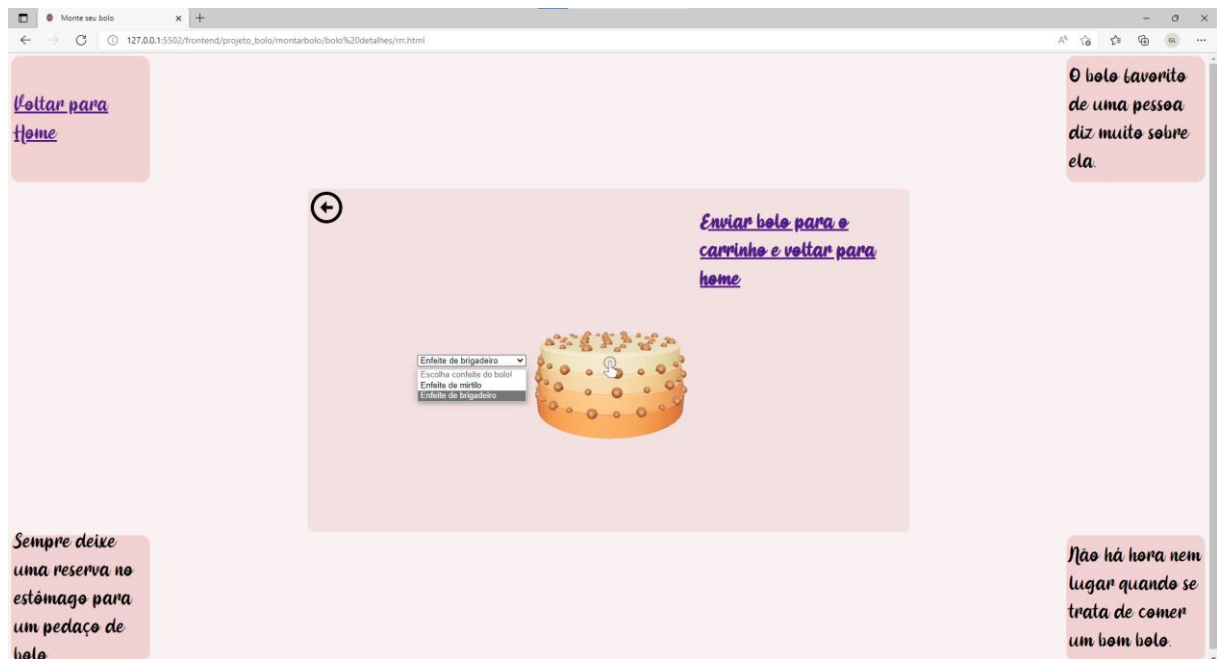 Monte seu bolo
127.0.0.1:5502/frontend/projeto_bolo/montarbolo/bolo%20detalhes/rrr.html
GL
Voltar para
Home
O bolo favorito
de uma pessoa
diz muito sobre
ela.
Enviar bolo para o
carrinho e voltar para
home
Enfeite de brigadeiro
Escolha confeite do bolo!
Enfeite de mirtilo
Enfeite de brigadeiro
Sempre deixe
uma reserva no
estômago para
um pedaço de
bolo
Não há hora nem
lugar quando se
trata de comer
um bom bolo.